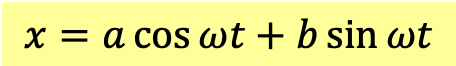 x = a cos ωt + b sin ωt